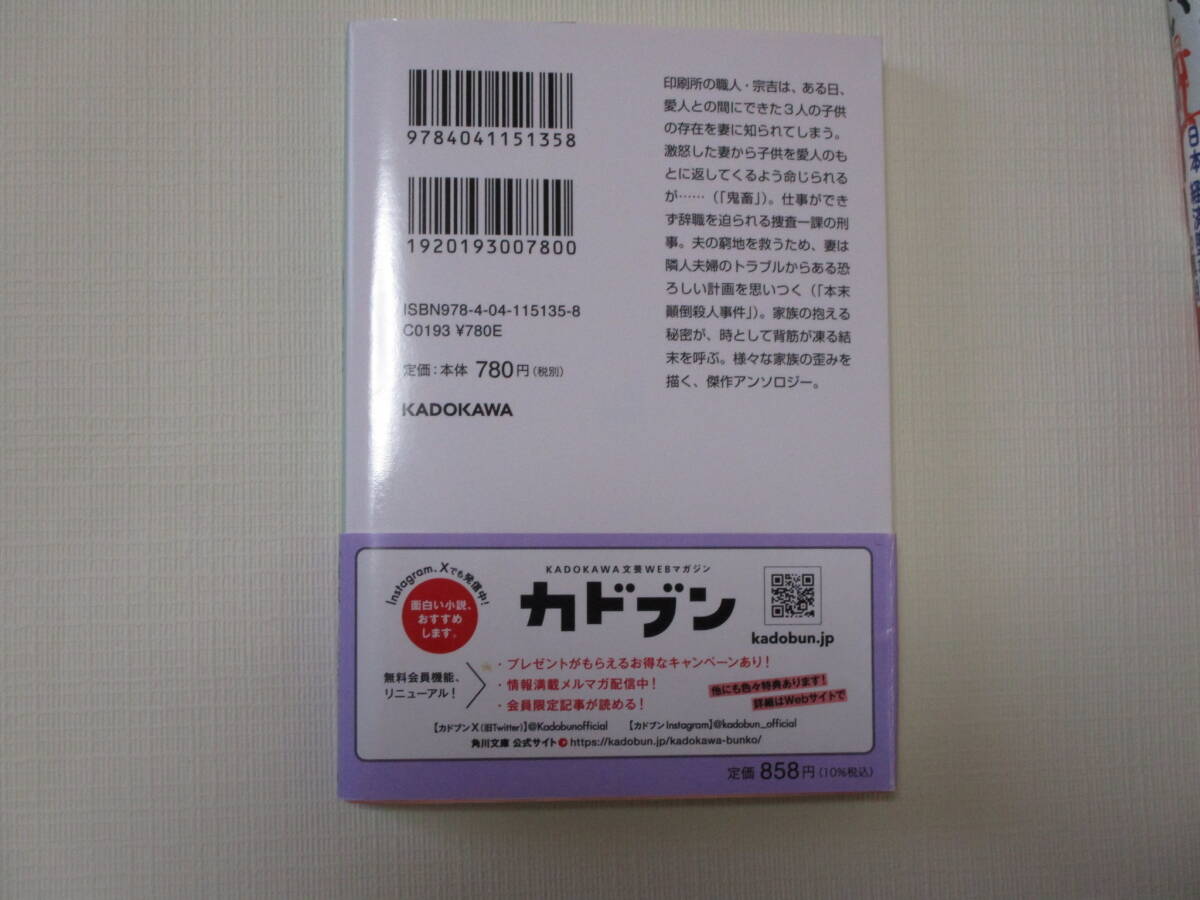 9784041151358
1920193007800
ISBN978-4-04-115135-8
C0193 ¥780E
定価:本体 780円(税別)
KADOKAWA
印刷所の職人・宗吉は、ある日、
愛人との間にできた3人の子供
の存在を妻に知られてしまう。
激怒した妻から子供を愛人のも
とに返してくるよう命じられる
が……(「鬼畜」)。仕事ができ
ず辞職を迫られる捜査一課の刑
事。夫の窮地を救うため、妻は
隣人夫婦のトラブルからある恐
ろしい計画を思いつく(「本末
顛倒殺人事件」)。家族の抱える
秘密が、時として背筋が凍る結
末を呼ぶ。様々な家族の歪みを
描く、傑作アンソロジー。
Instagram、Xでも発信中!
面白い小説、
おすすめ
します。
KADOKAWA文芸WEBマガジン
カドブン
kadobun.jp
無料会員機能、
リニューアル!
・プレゼントがもらえるお得なキャンペーンあり!
・情報満載メルマガ配信中!
・会員限定記事が読める!
他にも色々特典あります!
詳細はWebサイトで
【カドブンX(旧Twitter)】@Kadobunofficial 【カドブンInstagram】@kadobun_official
角川文庫 公式サイト https://kadobun.jp/kadokawa-bunko/
定価 858円(10%税込)
日本